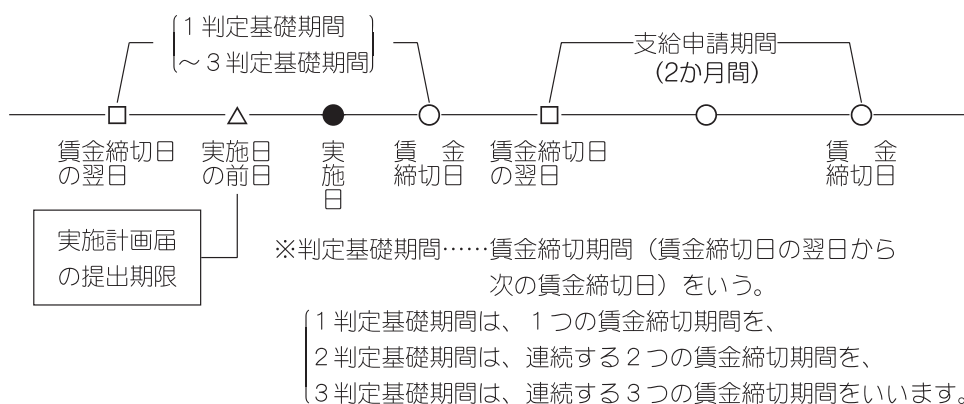 1判定基礎期間
～3判定基礎期間
支給申請期間
(2か月間)
賃金締切日
の翌日
実施日
の前日
実施日
賃金
締切日
賃金締切日
の翌日
賃金
締切日
実施計画届
の提出期限
※判定基礎期間……賃金締切期間（賃金締切日の翌日から
次の賃金締切日）をいう。
1判定基礎期間は、1つの賃金締切期間を、
2判定基礎期間は、連続する2つの賃金締切期間を、
3判定基礎期間は、連続する3つの賃金締切期間をいいます。